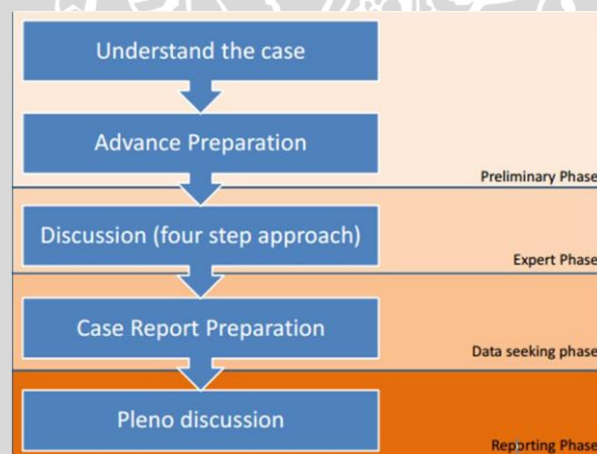 Understand the case
Advance Preparation
Preliminary Phase
Discussion (four step approach)
Expert Phase
Case Report Preparation
Data seeking phase
Pleno discussion
Reporting Phase